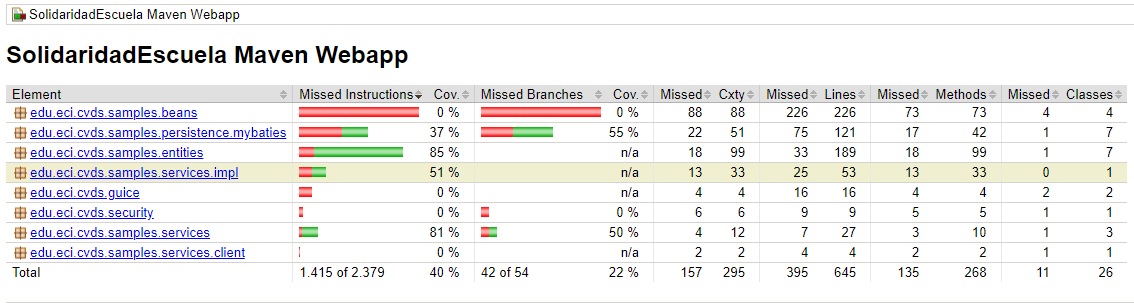 SolidaridadEscuela Maven Webapp
SolidaridadEscuela Maven Webapp
Element Missed Instructions Cov. Missed Branches Cov. Missed Cxty Missed Lines Missed Methods Missed Classes
edu.eci.cvds.samples.beans 0 % 0 % 88 88 226 226 73 73 4 4
edu.eci.cvds.samples.persistence.mybaties 37 % 55 % 22 51 75 121 17 42 1 7
edu.eci.cvds.samples.entities 85 % n/a 18 99 33 189 18 99 1 7
edu.eci.cvds.samples.services.impl 51 % n/a 13 33 25 53 13 33 0 1
edu.eci.cvds.guice 0 % n/a 4 4 16 16 4 4 2 2
edu.eci.cvds.security 0 % 0 % 6 6 9 9 5 5 1 1
edu.eci.cvds.samples.services 81 % 50 % 4 12 7 27 3 10 1 3
edu.eci.cvds.samples.services.client 0 % n/a 2 2 4 4 2 2 1 1
Total 1.415 of 2.379 40 % 42 of 54 22 % 157 295 395 645 135 268 11 26